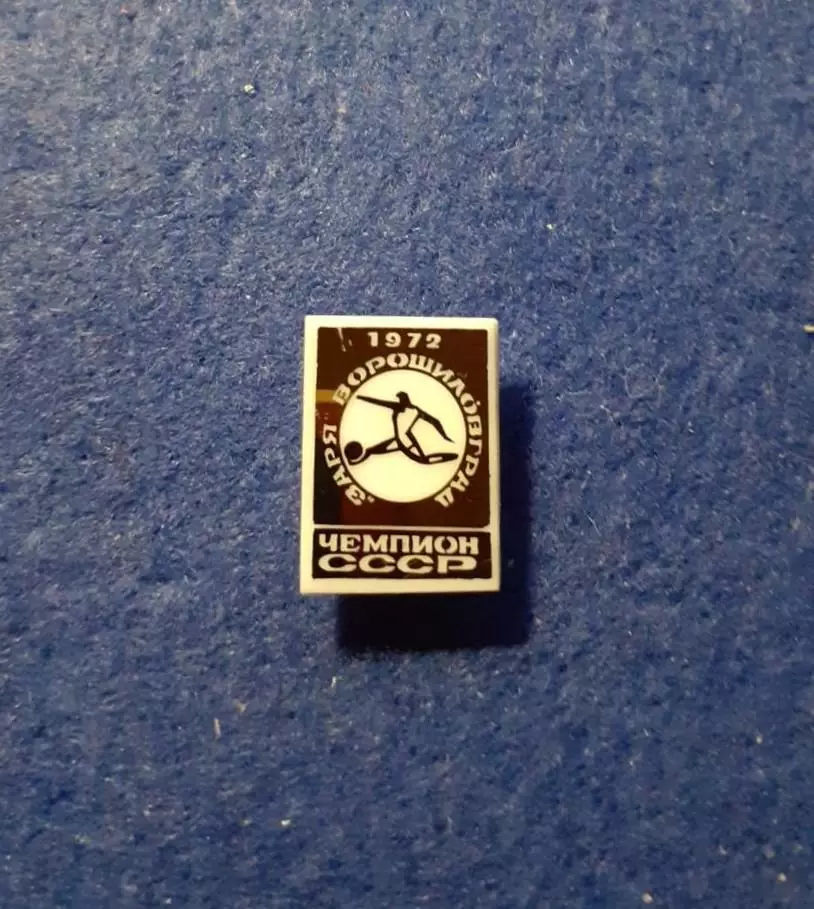 1972
"ЗАРЯ ВОРОШИЛОВГРАД
ЧЕМПИОН
СССР